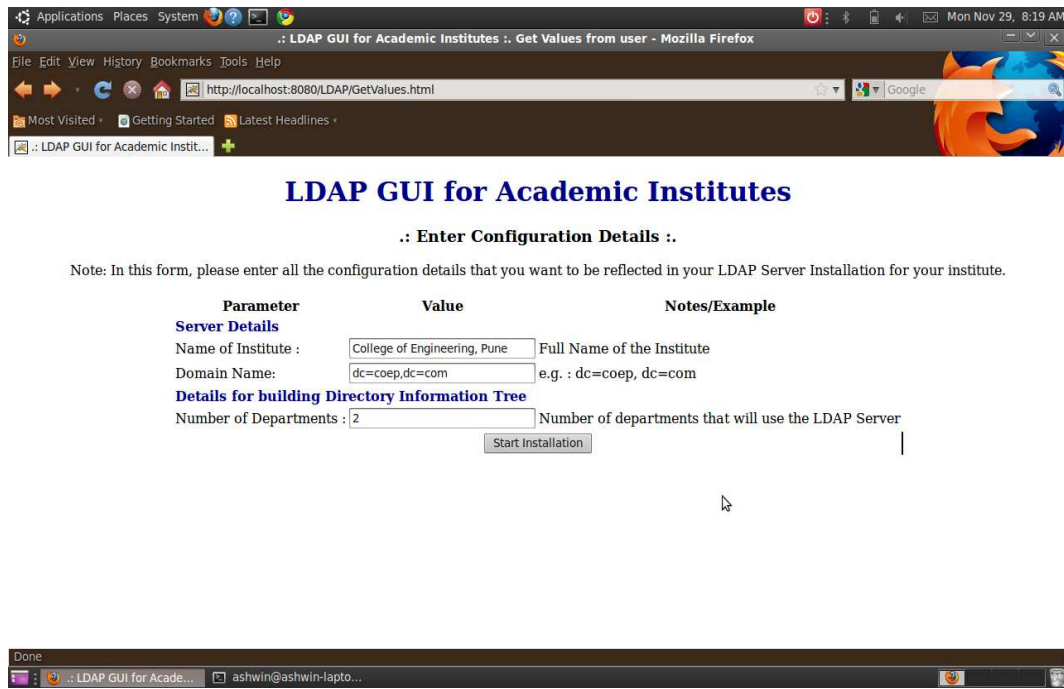 Applications Places System Mon Nov 29, 8:19 AM
.: LDAP GUI for Academic Institutes :. Get Values from user - Mozilla Firefox
File Edit View History Bookmarks Tools Help
http://localhost:8080/LDAP/GetValues.html Google
Most Visited Getting Started Latest Headlines
.: LDAP GUI for Academic Instit...
LDAP GUI for Academic Institutes
.: Enter Configuration Details :.
Note: In this form, please enter all the configuration details that you want to be reflected in your LDAP Server Installation for your institute.
Parameter Value Notes/Example
Server Details
Name of Institute : College of Engineering, Pune Full Name of the Institute
Domain Name: dc=coep,dc=com e.g. : dc=coep, dc=com
Details for building Directory Information Tree
Number of Departments : 2 Number of departments that will use the LDAP Server
Start Installation
Done
.: LDAP GUI for Acade... ashwin@ashwin-lapto...